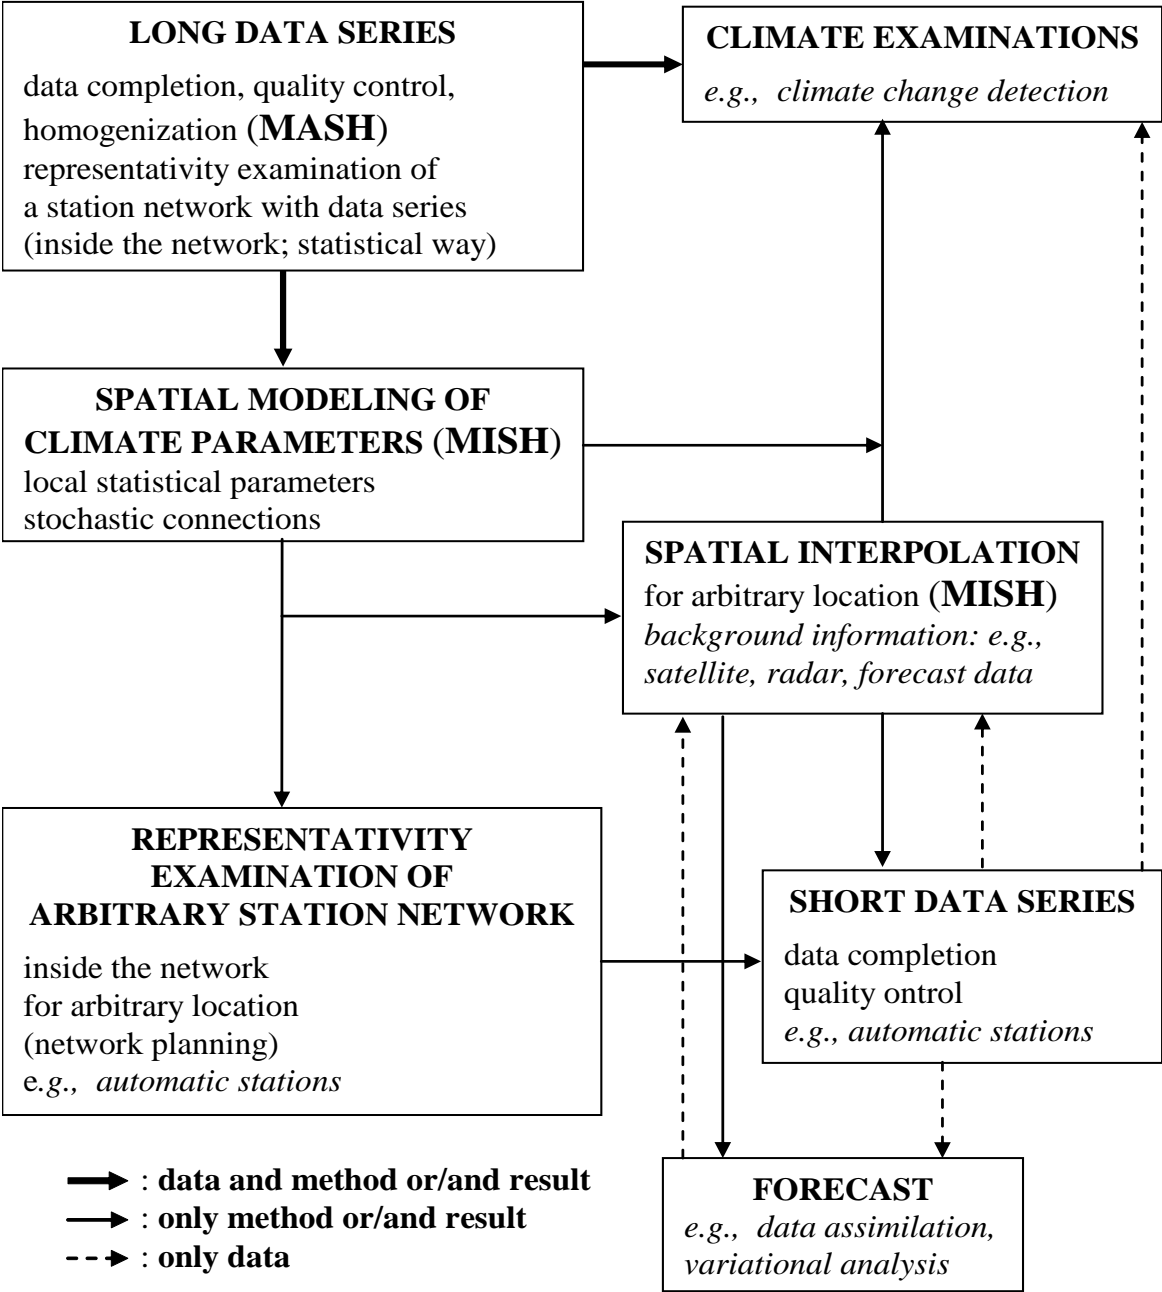 LONG DATA SERIES
data completion, quality control,
homogenization (MASH)
representativity examination of
a station network with data series
(inside the network; statistical way)
CLIMATE EXAMINATIONS
e.g., climate change detection
SPATIAL MODELING OF
CLIMATE PARAMETERS (MISH)
local statistical parameters
stochastic connections
SPATIAL INTERPOLATION
for arbitrary location (MISH)
background information: e.g.,
satellite, radar, forecast data
REPRESENTATIVITY
EXAMINATION OF
ARBITRARY STATION NETWORK
inside the network
for arbitrary location
(network planning)
e.g., automatic stations
SHORT DATA SERIES
data completion
quality ontrol
e.g., automatic stations
FORECAST
e.g., data assimilation,
variational analysis
: data and method or/and result
: only method or/and result
: only data